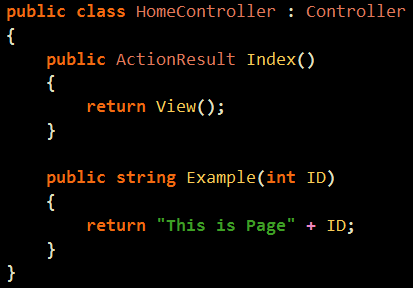 public class HomeController : Controller
{
    public ActionResult Index()
    {
        return View();
    }

    public string Example(int ID)
    {
        return "This is Page" + ID;
    }
}